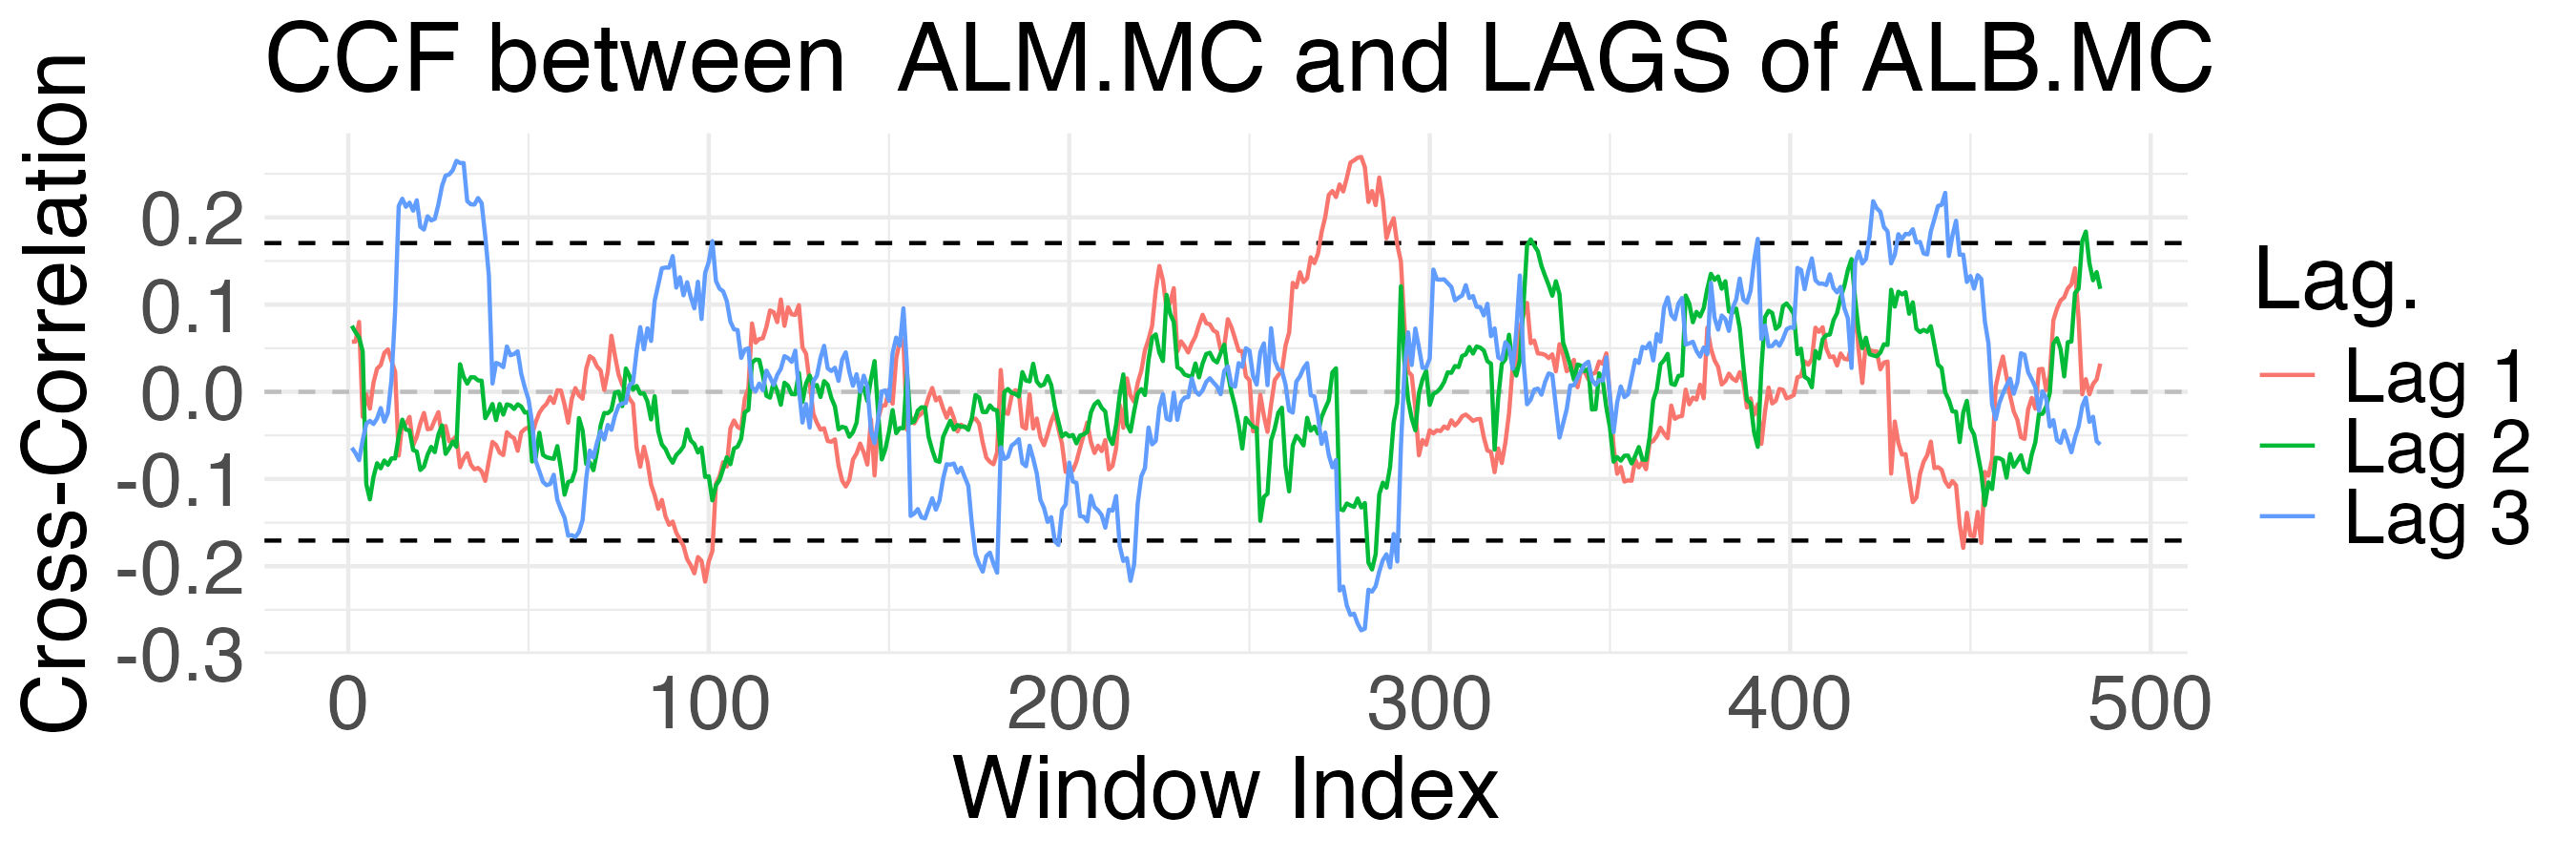 CCF between ALM.MC and LAGS of ALB.MC
Cross-Correlation
0.2
0.1
0.0
-0.1
-0.2
-0.3
0 100 200 300 400 500
Window Index
Lag.
Lag 1
Lag 2
Lag 3